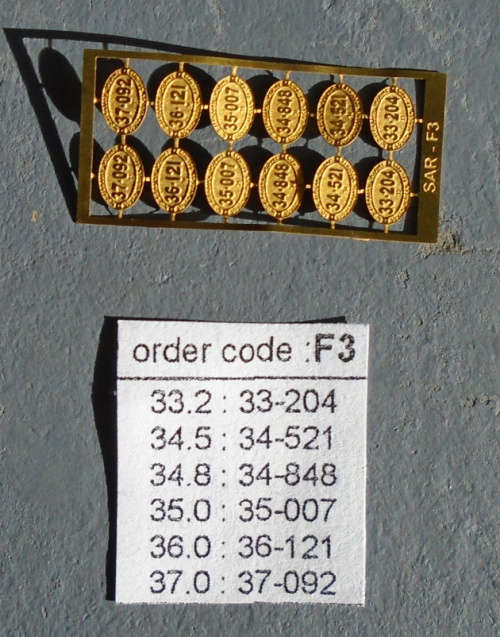 37-092 36-121 35-007 34-848 34-521 33-204
37-092 36-121 35-007 34-848 34-521 33-204
SAR - F3
order code :F3
33.2 : 33-204
34.5 : 34-521
34.8 : 34-848
35.0 : 35-007
36.0 : 36-121
37.0 : 37-092